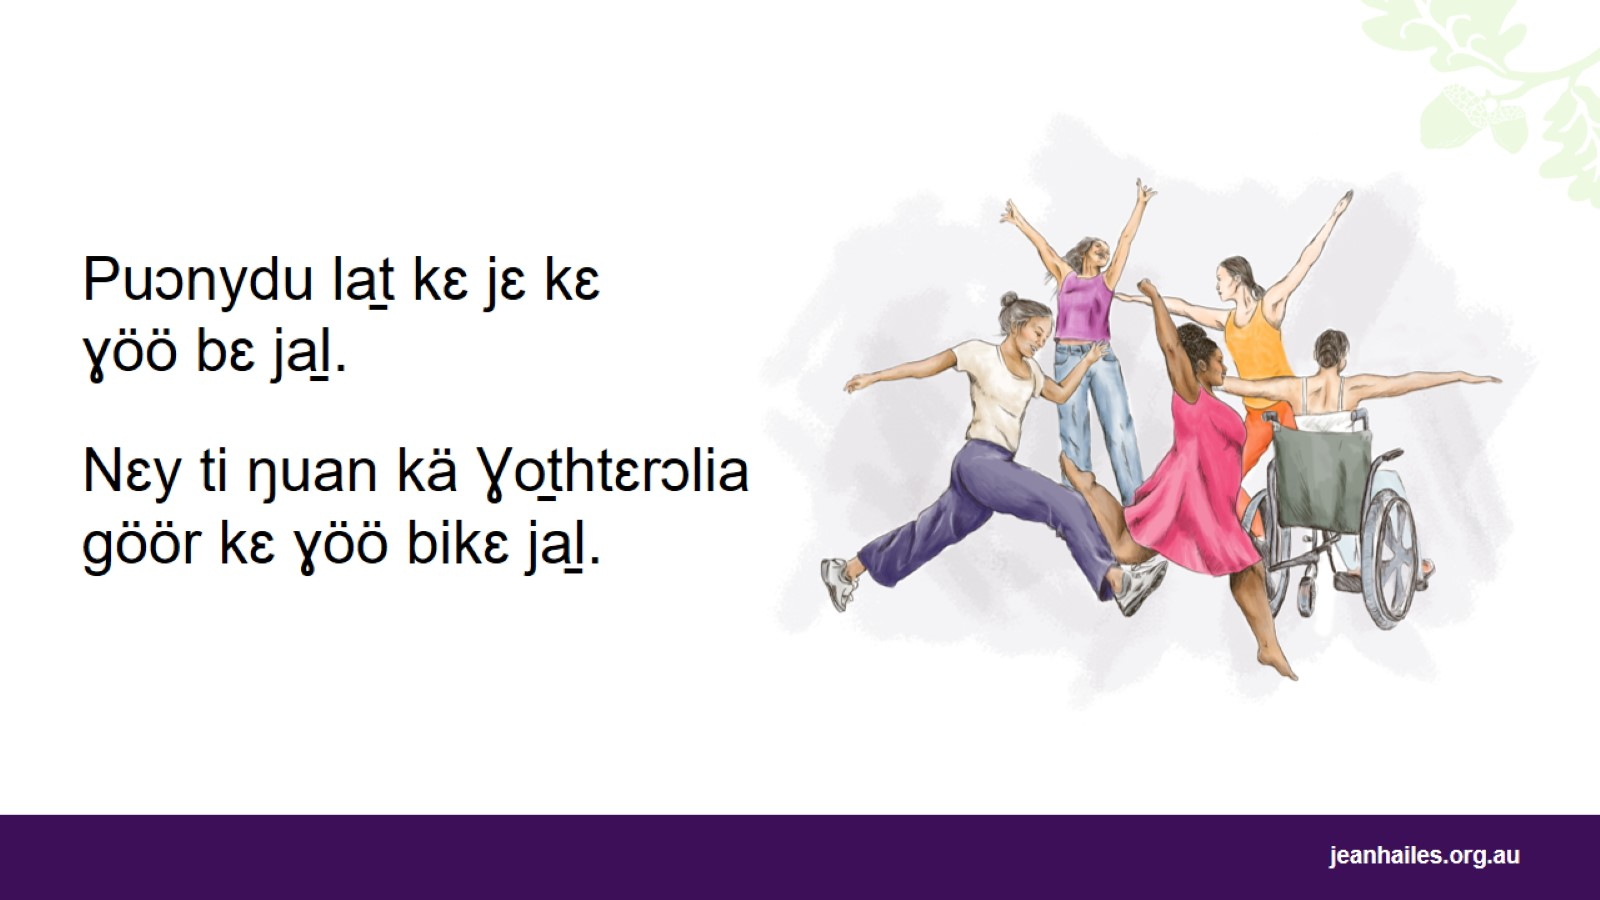 Puɔnydu la̱t kɛ jɛ kɛ
ɣöö bɛ ja̱l.
Nɛy ti ŋuan kä Ɣo̱thtɛrɔlia
göör kɛ ɣöö bikɛ ja̱l.
jeanhailes.org.au